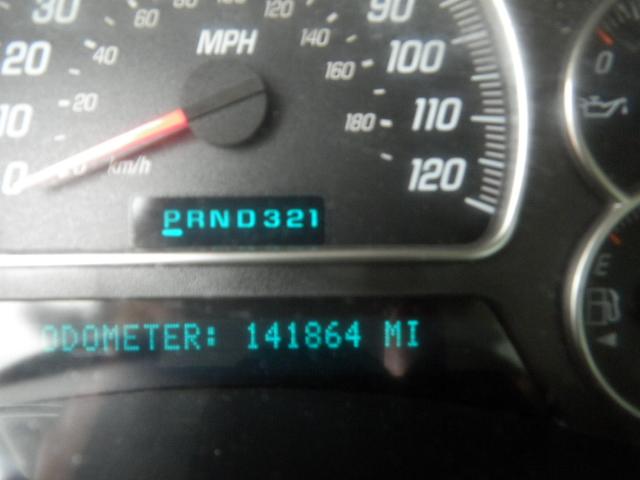 30 60 80 100 120 90
20 40 MPH 140 100
160
10 20 180 110
0 km/h 120
PRND321
ODOMETER: 141864 MI
0
E